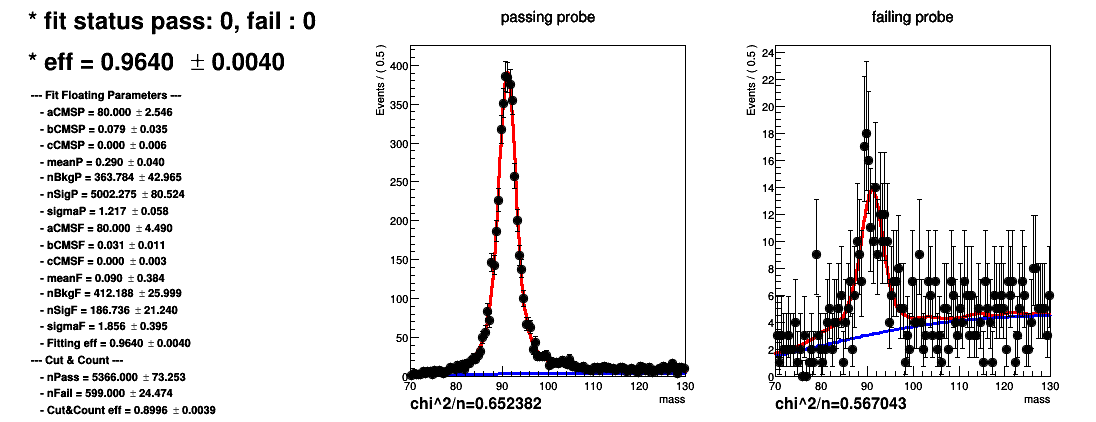 * fit status pass: 0, fail : 0
* eff = 0.9640 ± 0.0040
--- Fit Floating Parameters ---
- aCMSP = 80.000 ± 2.546
- bCMSP = 0.079 ± 0.035
- cCMSP = 0.000 ± 0.006
- meanP = 0.290 ± 0.040
- nBkgP = 363.784 ± 42.965
- nSigP = 5002.275 ± 80.524
- sigmaP = 1.217 ± 0.058
- aCMSF = 80.000 ± 4.490
- bCMSF = 0.031 ± 0.011
- cCMSF = 0.000 ± 0.003
- meanF = 0.090 ± 0.384
- nBkgF = 412.188 ± 25.999
- nSigF = 186.736 ± 21.240
- sigmaF = 1.856 ± 0.395
- Fitting eff = 0.9640 ± 0.0040
--- Cut & Count ---
- nPass = 5366.000 ± 73.253
- nFail = 599.000 ± 24.474
- Cut&Count eff = 0.8996 ± 0.0039
passing probe
Events / ( 0.5 )
400
350
300
250
200
150
100
50
0
70 80 90 100 110 120 130
mass
chi^2/n=0.652382
failing probe
Events / ( 0.5 )
24
22
20
18
16
14
12
10
8
6
4
2
0
70 80 90 100 110 120 130
mass
chi^2/n=0.567043